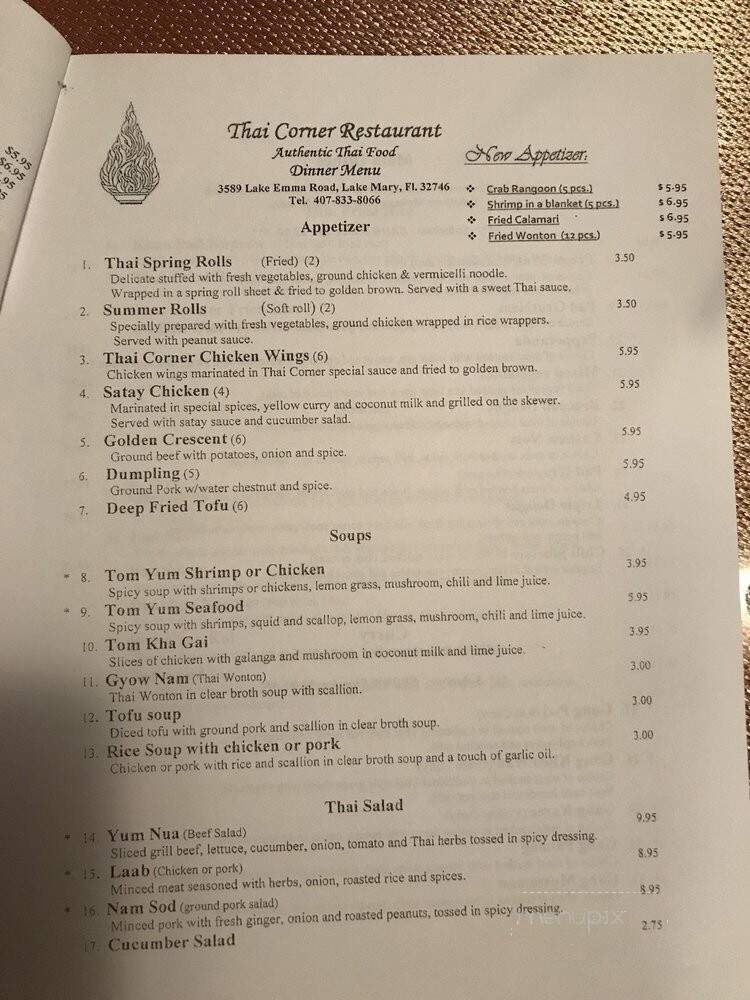 $5.95
$6.95
.95
5
Thai Corner Restaurant
Authentic Thai Food
Dinner Menu
3589 Lake Emma Road, Lake Mary, Fl. 32746
Tel. 407-833-8066
New Appetizer:
❖ Crab Rangoon (5 pcs.) $ 5.95
❖ Shrimp in a blanket (5 pcs.) $ 6.95
❖ Fried Calamari $ 6.95
❖ Fried Wonton (12 pcs.) $ 5.95
Appetizer
1. Thai Spring Rolls (Fried) (2) 3.50
Delicate stuffed with fresh vegetables, ground chicken & vermicelli noodle.
Wrapped in a spring roll sheet & fried to golden brown. Served with a sweet Thai sauce.
2. Summer Rolls (Soft roll) (2) 3.50
Specially prepared with fresh vegetables, ground chicken wrapped in rice wrappers.
Served with peanut sauce.
3. Thai Corner Chicken Wings (6) 5.95
Chicken wings marinated in Thai Corner special sauce and fried to golden brown.
4. Satay Chicken (4) 5.95
Marinated in special spices, yellow curry and coconut milk and grilled on the skewer.
Served with satay sauce and cucumber salad.
5. Golden Crescent (6) 5.95
Ground beef with potatoes, onion and spice.
6. Dumpling (5) 5.95
Ground Pork w/water chestnut and spice.
7. Deep Fried Tofu (6) 4.95
Soups
* 8. Tom Yum Shrimp or Chicken 3.95
Spicy soup with shrimps or chickens, lemon grass, mushroom, chili and lime juice.
* 9. Tom Yum Seafood 5.95
Spicy soup with shrimps, squid and scallop, lemon grass, mushroom, chili and lime juice.
10. Tom Kha Gai 3.95
Slices of chicken with galanga and mushroom in coconut milk and lime juice.
11. Gyow Nam (Thai Wonton) 3.00
Thai Wonton in clear broth soup with scallion.
12. Tofu soup 3.00
Diced tofu with ground pork and scallion in clear broth soup.
13. Rice Soup with chicken or pork 3.00
Chicken or pork with rice and scallion in clear broth soup and a touch of garlic oil.
Thai Salad
* 14. Yum Nua (Beef Salad) 9.95
Sliced grill beef, lettuce, cucumber, onion, tomato and Thai herbs tossed in spicy dressing.
* 15. Laab (Chicken or pork) 8.95
Minced meat seasoned with herbs, onion, roasted rice and spices.
* 16. Nam Sod (ground pork salad) 8.95
Minced pork with fresh ginger, onion and roasted peanuts, tossed in spicy dressing.
17. Cucumber Salad 2.75
menupix